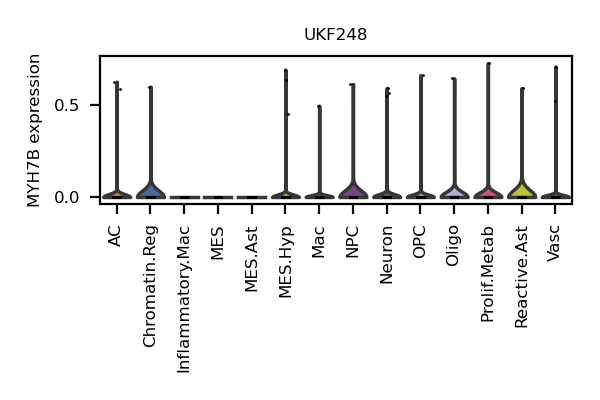 UKF248
MYH7B expression
0.5
0.0
AC
Chromatin.Reg
Inflammatory.Mac
MES
MES.Ast
MES.Hyp
Mac
NPC
Neuron
OPC
Oligo
Prolif.Metab
Reactive.Ast
Vasc